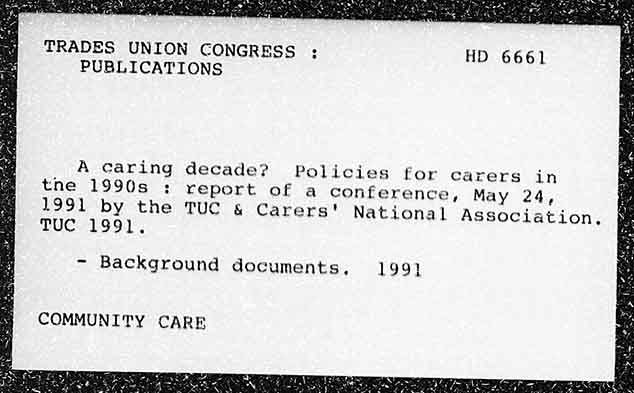 TRADES UNION CONGRESS :
PUBLICATIONS
HD 6661
A caring decade? Policies for carers in
the 1990s : report of a conference, May 24,
1991 by the TUC & Carers' National Association.
TUC 1991.
- Background documents. 1991
COMMUNITY CARE